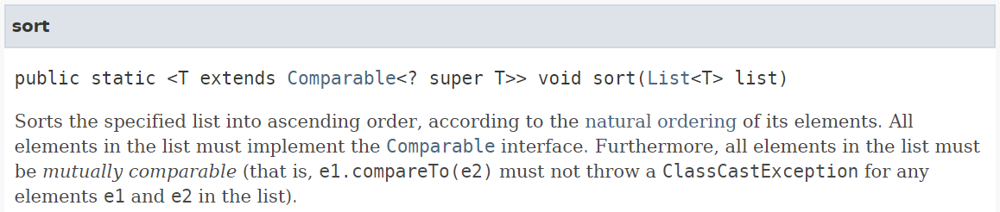 sort
public static <T extends Comparable<? super T>> void sort(List<T> list)
Sorts the specified list into ascending order, according to the natural ordering of its elements. All
elements in the list must implement the Comparable interface. Furthermore, all elements in the list must
be mutually comparable (that is, e1.compareTo(e2) must not throw a ClassCastException for any
elements e1 and e2 in the list).